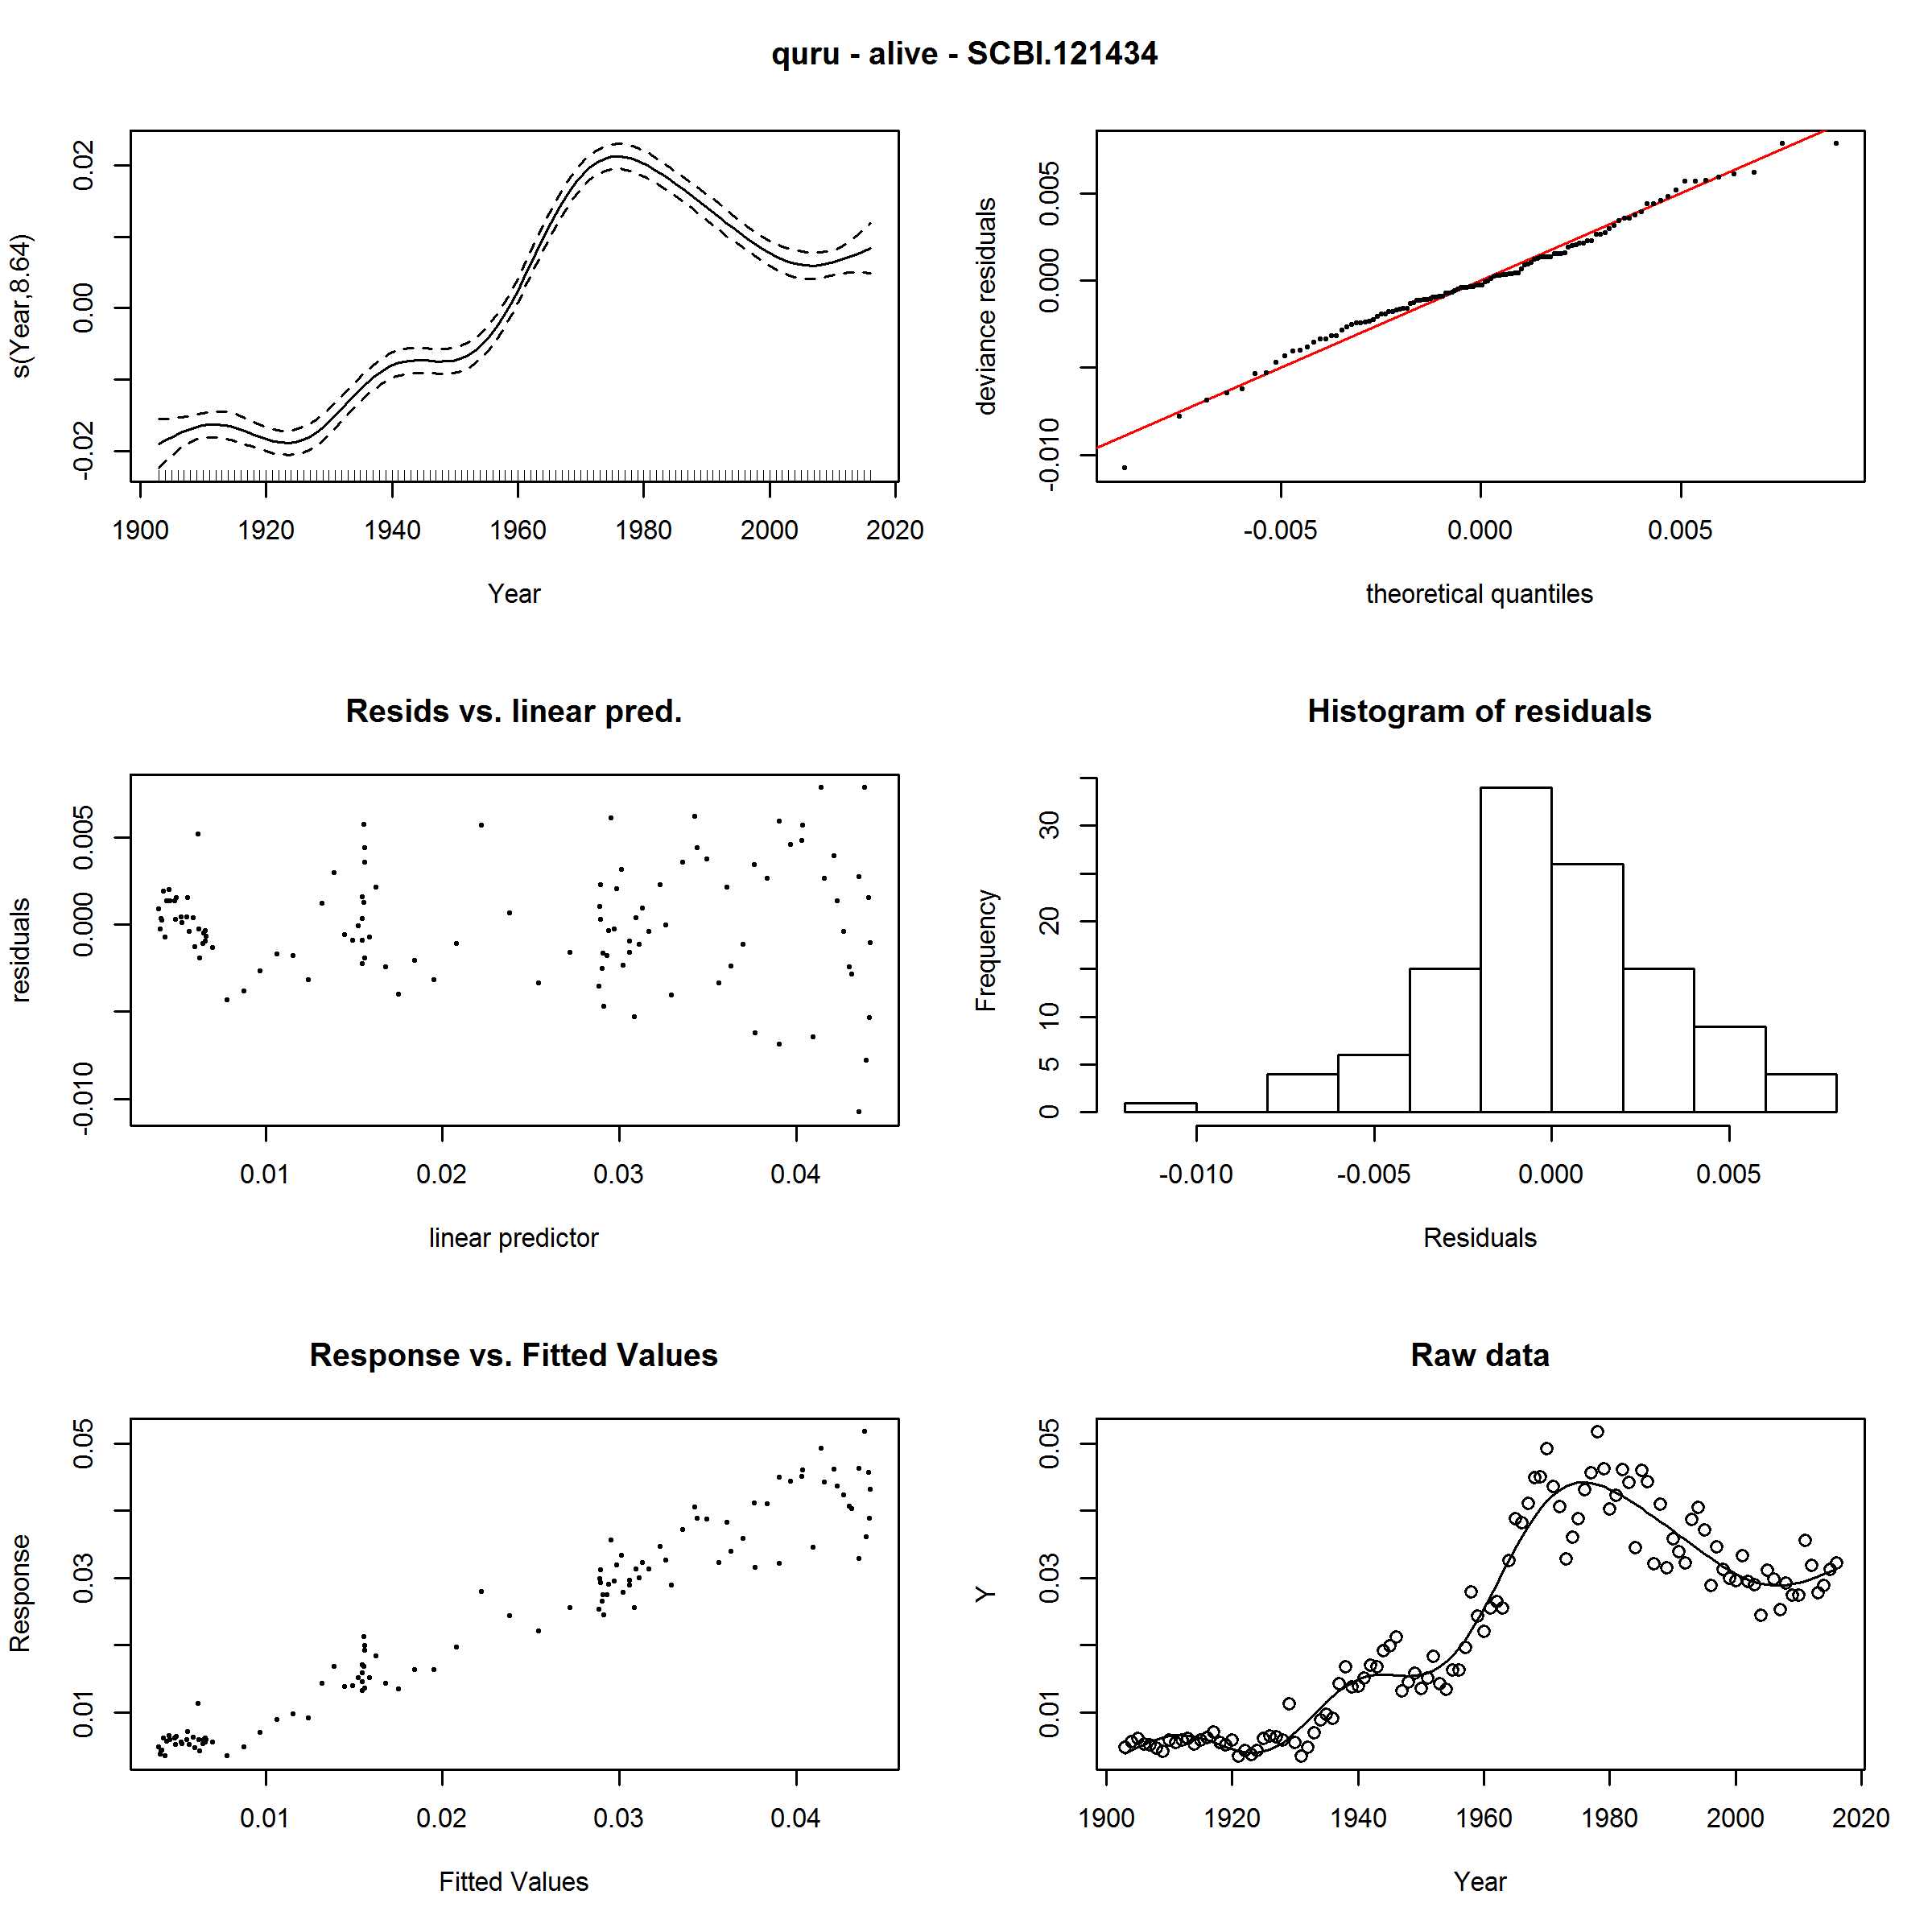 quru - alive - SCBI.121434
s(Year,8.64)
-0.02 0.00 0.02
1900 1920 1940 1960 1980 2000 2020
Year
deviance residuals
-0.010 0.000 0.005
-0.005 0.000 0.005
theoretical quantiles
Resids vs. linear pred.
residuals
-0.010 0.000 0.005
0.01 0.02 0.03 0.04
linear predictor
Histogram of residuals
Frequency
0 5 10 20 30
-0.010 -0.005 0.000 0.005
Residuals
Response vs. Fitted Values
Response
0.01 0.03 0.05
0.01 0.02 0.03 0.04
Fitted Values
Raw data
Y
0.01 0.03 0.05
1900 1920 1940 1960 1980 2000 2020
Year